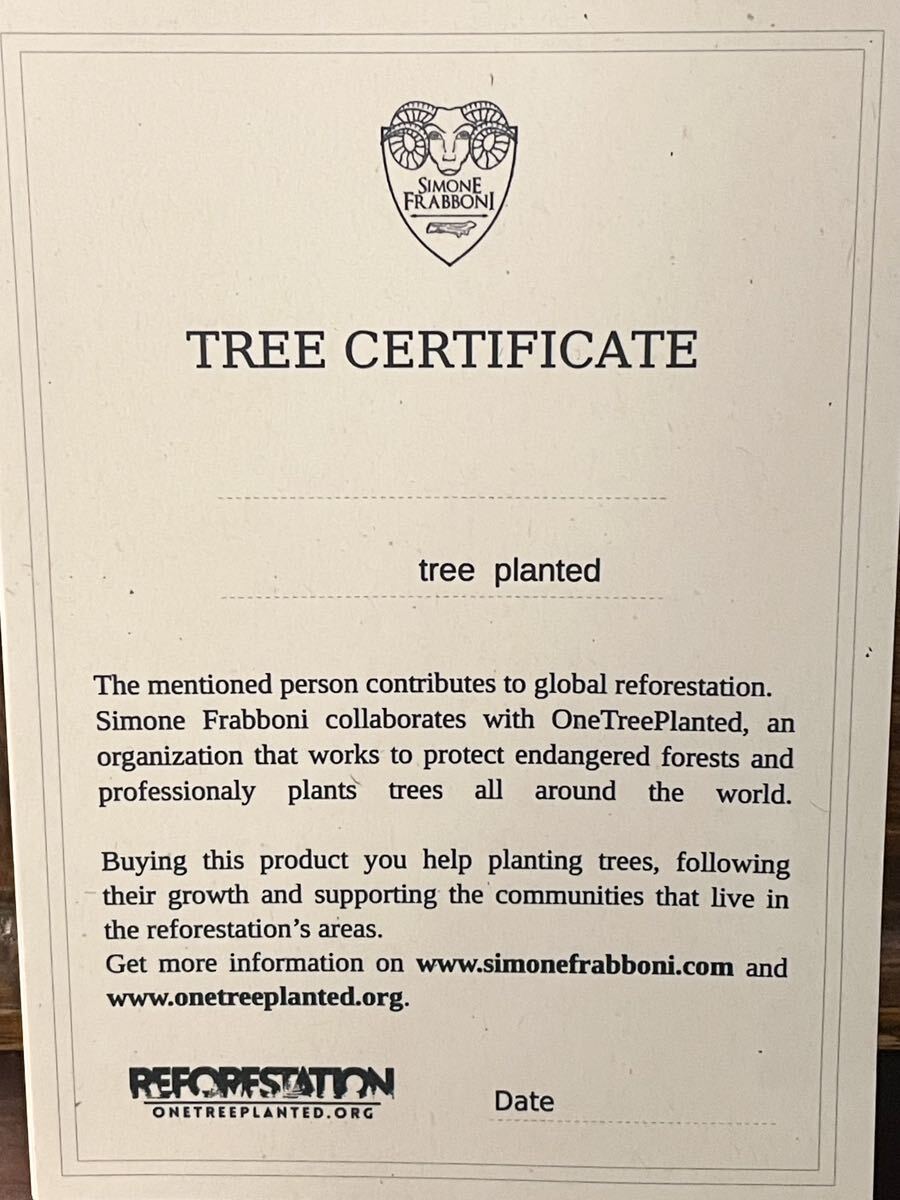 SIMONE
FRABBONI
TREE CERTIFICATE
tree planted
The mentioned person contributes to global reforestation.
Simone Frabboni collaborates with OneTreePlanted, an
organization that works to protect endangered forests and
professionaly plants trees all around the world.
Buying this product you help planting trees, following
their growth and supporting the communities that live in
the reforestation's areas.
Get more information on www.simonefrabboni.com and
www.onetreeplanted.org.
REFORESTATION
ONETREEPLANTED.ORG
Date